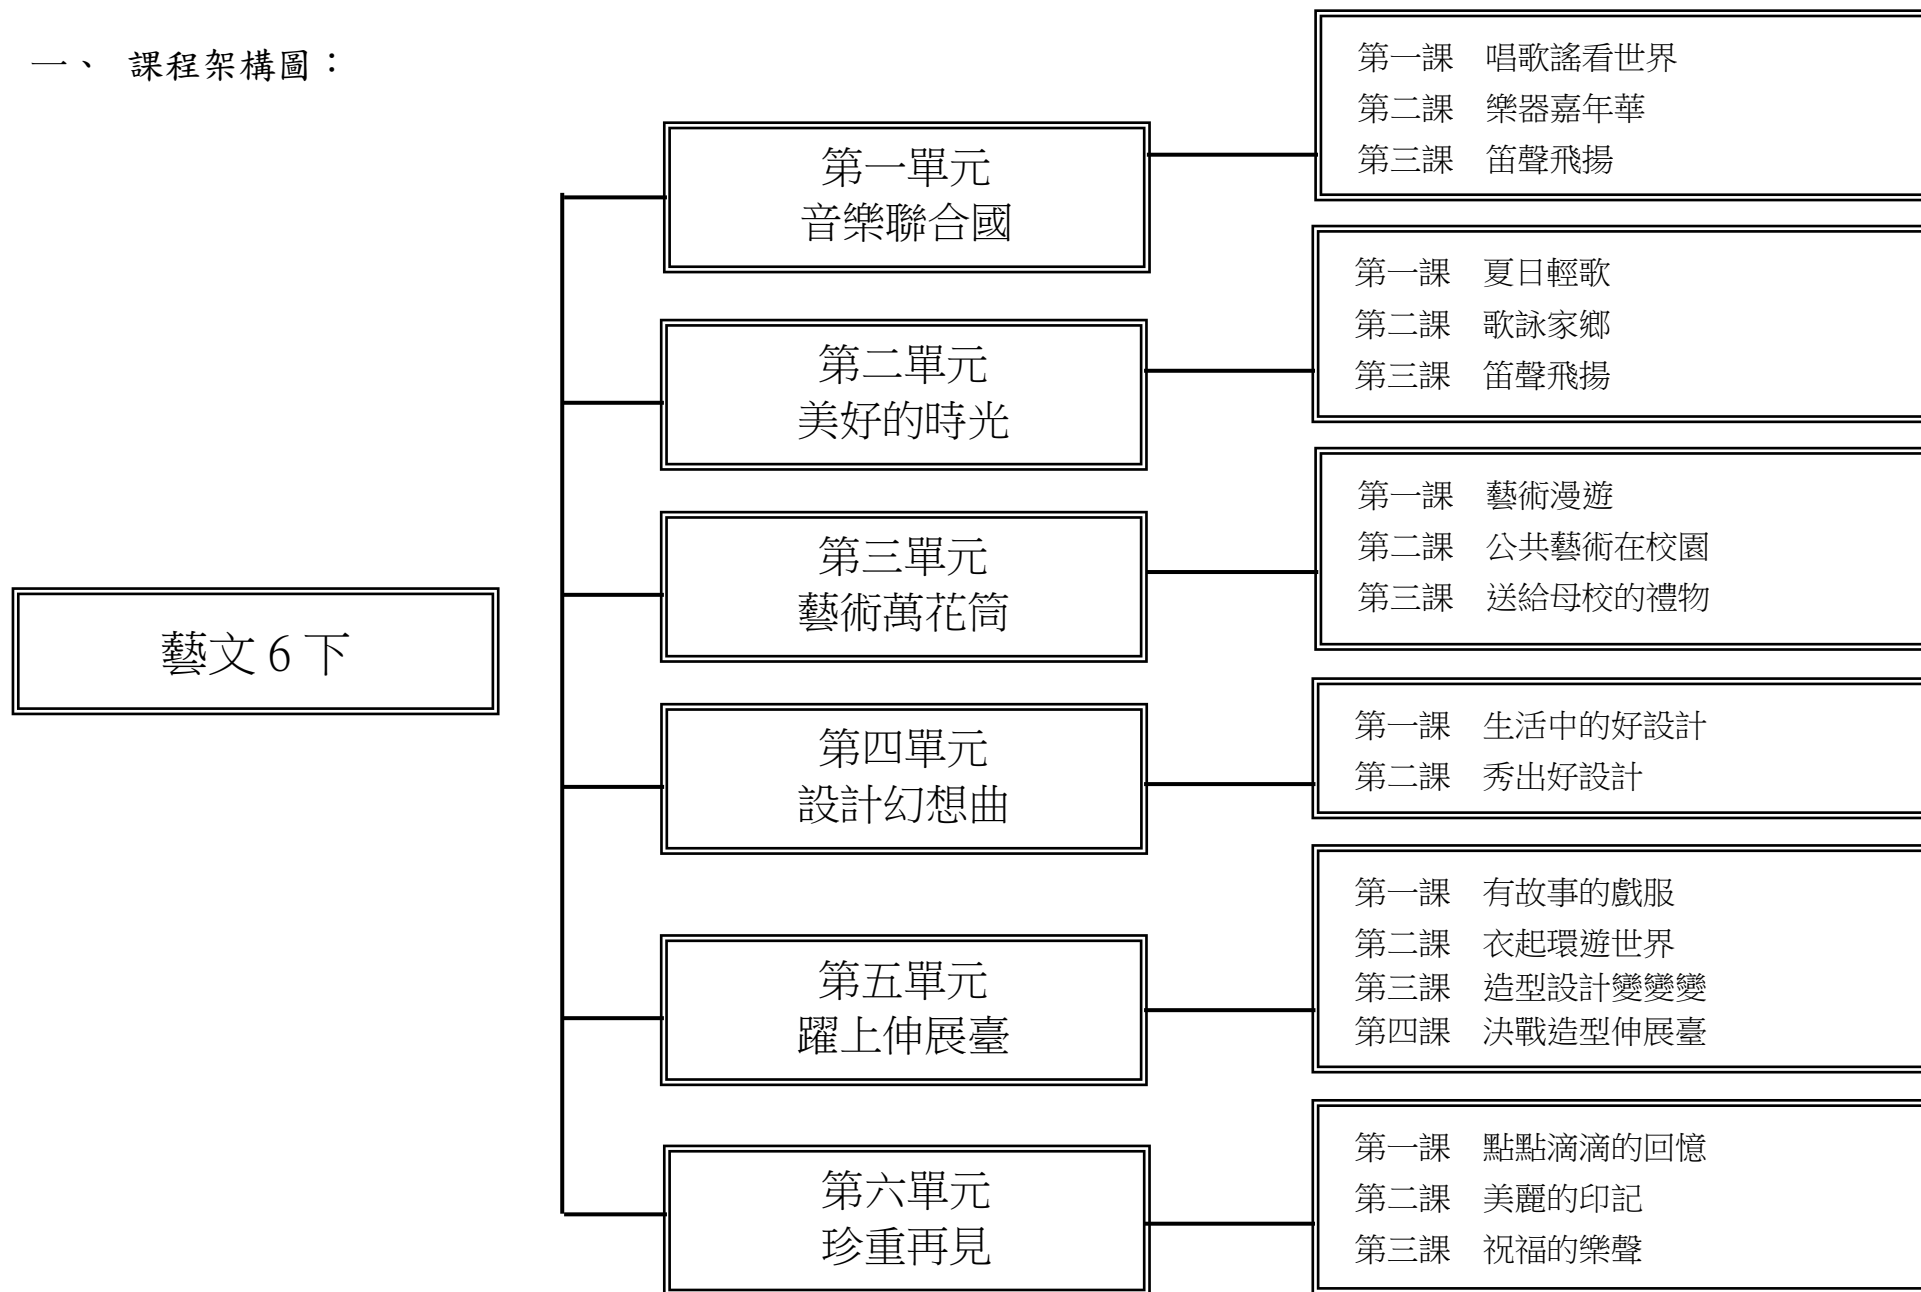 一、 課程架構圖：
藝文6下
第一單元
音樂聯合國
第一課 唱歌謠看世界
第二課 樂器嘉年華
第三課 笛聲飛揚
第二單元
美好的時光
第一課 夏日輕歌
第二課 歌詠家鄉
第三課 笛聲飛揚
第三單元
藝術萬花筒
第一課 藝術漫遊
第二課 公共藝術在校園
第三課 送給母校的禮物
第四單元
設計幻想曲
第一課 生活中的好設計
第二課 秀出好設計
第五單元
躍上伸展臺
第一課 有故事的戲服
第二課 衣起環遊世界
第三課 造型設計變變變
第四課 決戰造型伸展臺
第六單元
珍重再見
第一課 點點滴滴的回憶
第二課 美麗的印記
第三課 祝福的樂聲